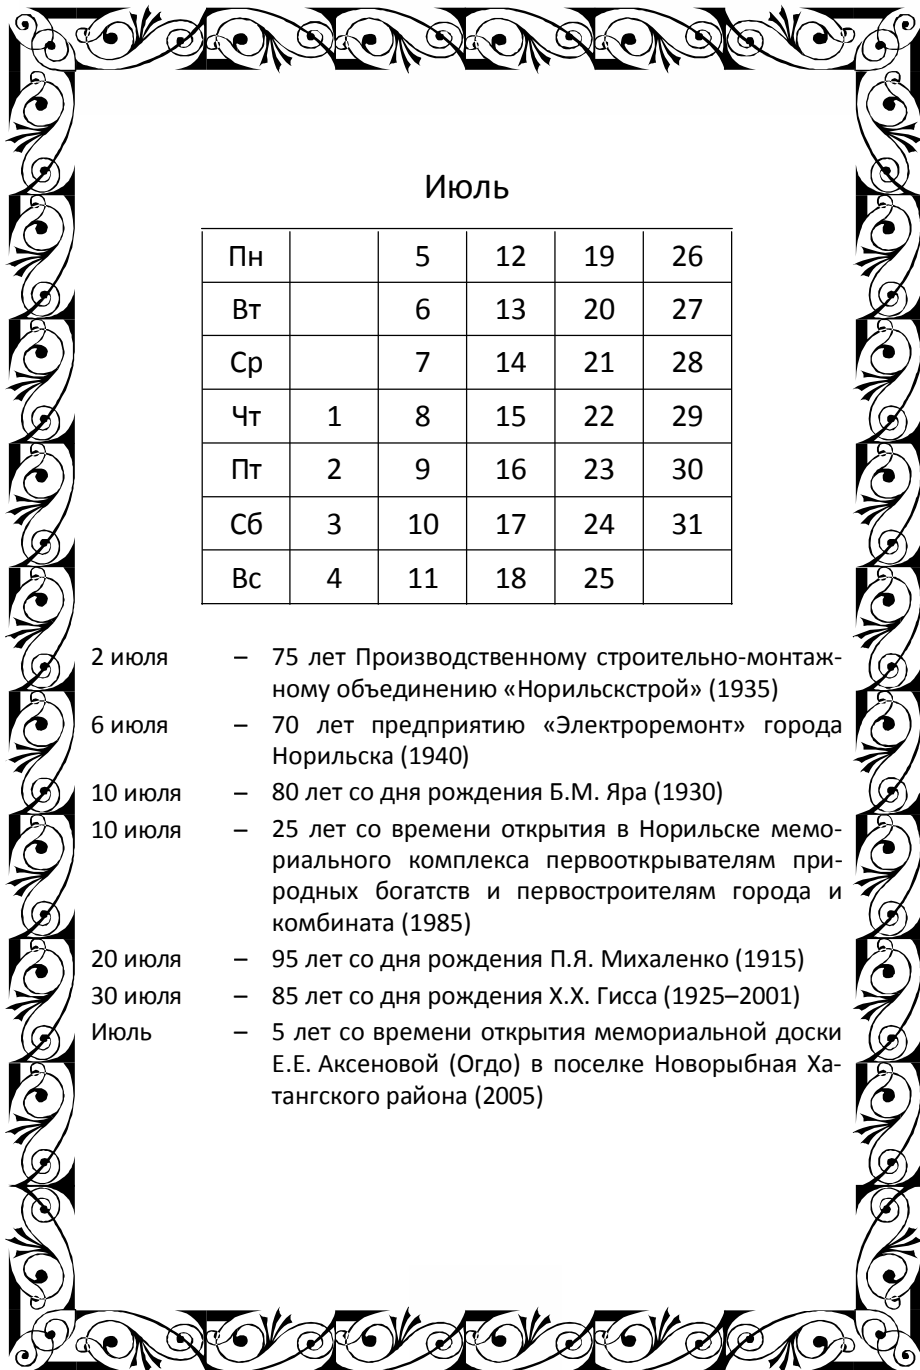 Июль
Пн 5 12 19 26
Вт 6 13 20 27
Ср 7 14 21 28
Чт 1 8 15 22 29
Пт 2 9 16 23 30
Сб 3 10 17 24 31
Вс 4 11 18 25
2 июля – 75 лет Производственному строительно-монтаж-
ному объединению «Норильскстрой» (1935)
6 июля – 70 лет предприятию «Электроремонт» города
Норильска (1940)
10 июля – 80 лет со дня рождения Б.М. Яра (1930)
10 июля – 25 лет со времени открытия в Норильске мемо-
риального комплекса первооткрывателям при-
родных богатств и первостроителям города и
комбината (1985)
20 июля – 95 лет со дня рождения П.Я. Михаленко (1915)
30 июля – 85 лет со дня рождения Х.Х. Гисса (1925–2001)
Июль – 5 лет со времени открытия мемориальной доски
Е.Е. Аксеновой (Огдо) в поселке Новорыбная Ха-
тангского района (2005)